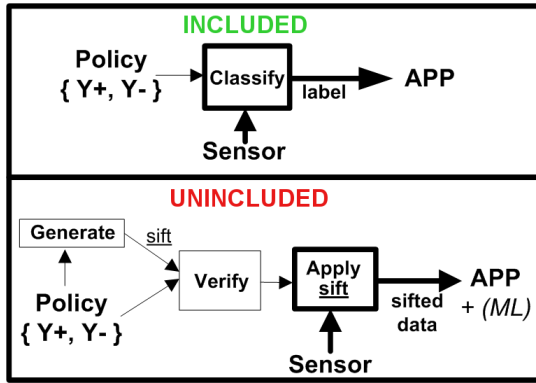 INCLUDED
Policy
{ Y+, Y- }
Classify
label
APP
Sensor
UNINCLUDED
Generate
sift
Verify
Policy
{ Y+, Y- }
Apply
sift
sifted
data
APP
+ (ML)
Sensor